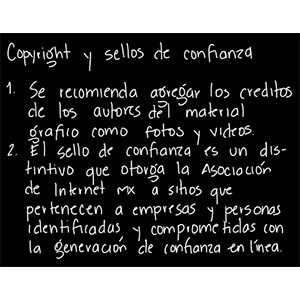 Copyright y sellos de confianza
1. Se recomienda agregar los creditos
de los autores del material
grafico como fotos y videos.
2. El sello de confianza es un dis-
tintivo que otorga la Asociación
de Internet mx a sitios que
pertenecen a empresas y personas
identificadas y comprometidas con
la generación de confianza en línea.